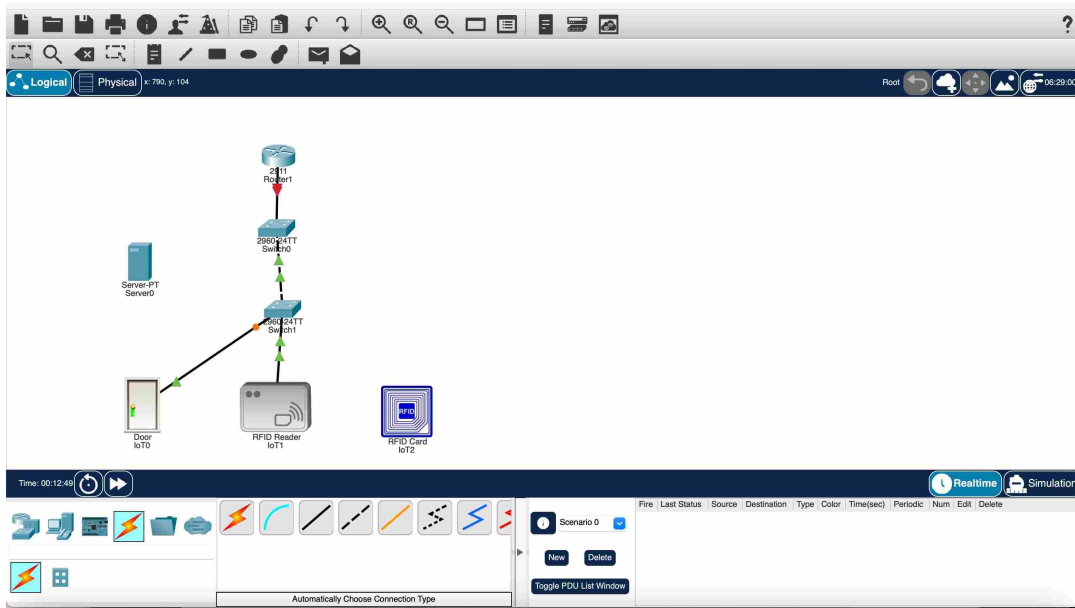 ?
Logical
Physical
x: 790, y: 104
Root
06:29:00
2911
Router1
2960-24TT
Switch0
Server-PT
Server0
2960-24TT
Switch1
RFID
Door
IoT0
RFID Reader
IoT1
RFID Card
IoT2
Time: 00:12:49
Realtime
Simulation
Fire Last Status Source Destination Type Color Time(sec) Periodic Num Edit Delete
Scenario 0
New
Delete
Toggle PDU List Window
Automatically Choose Connection Type